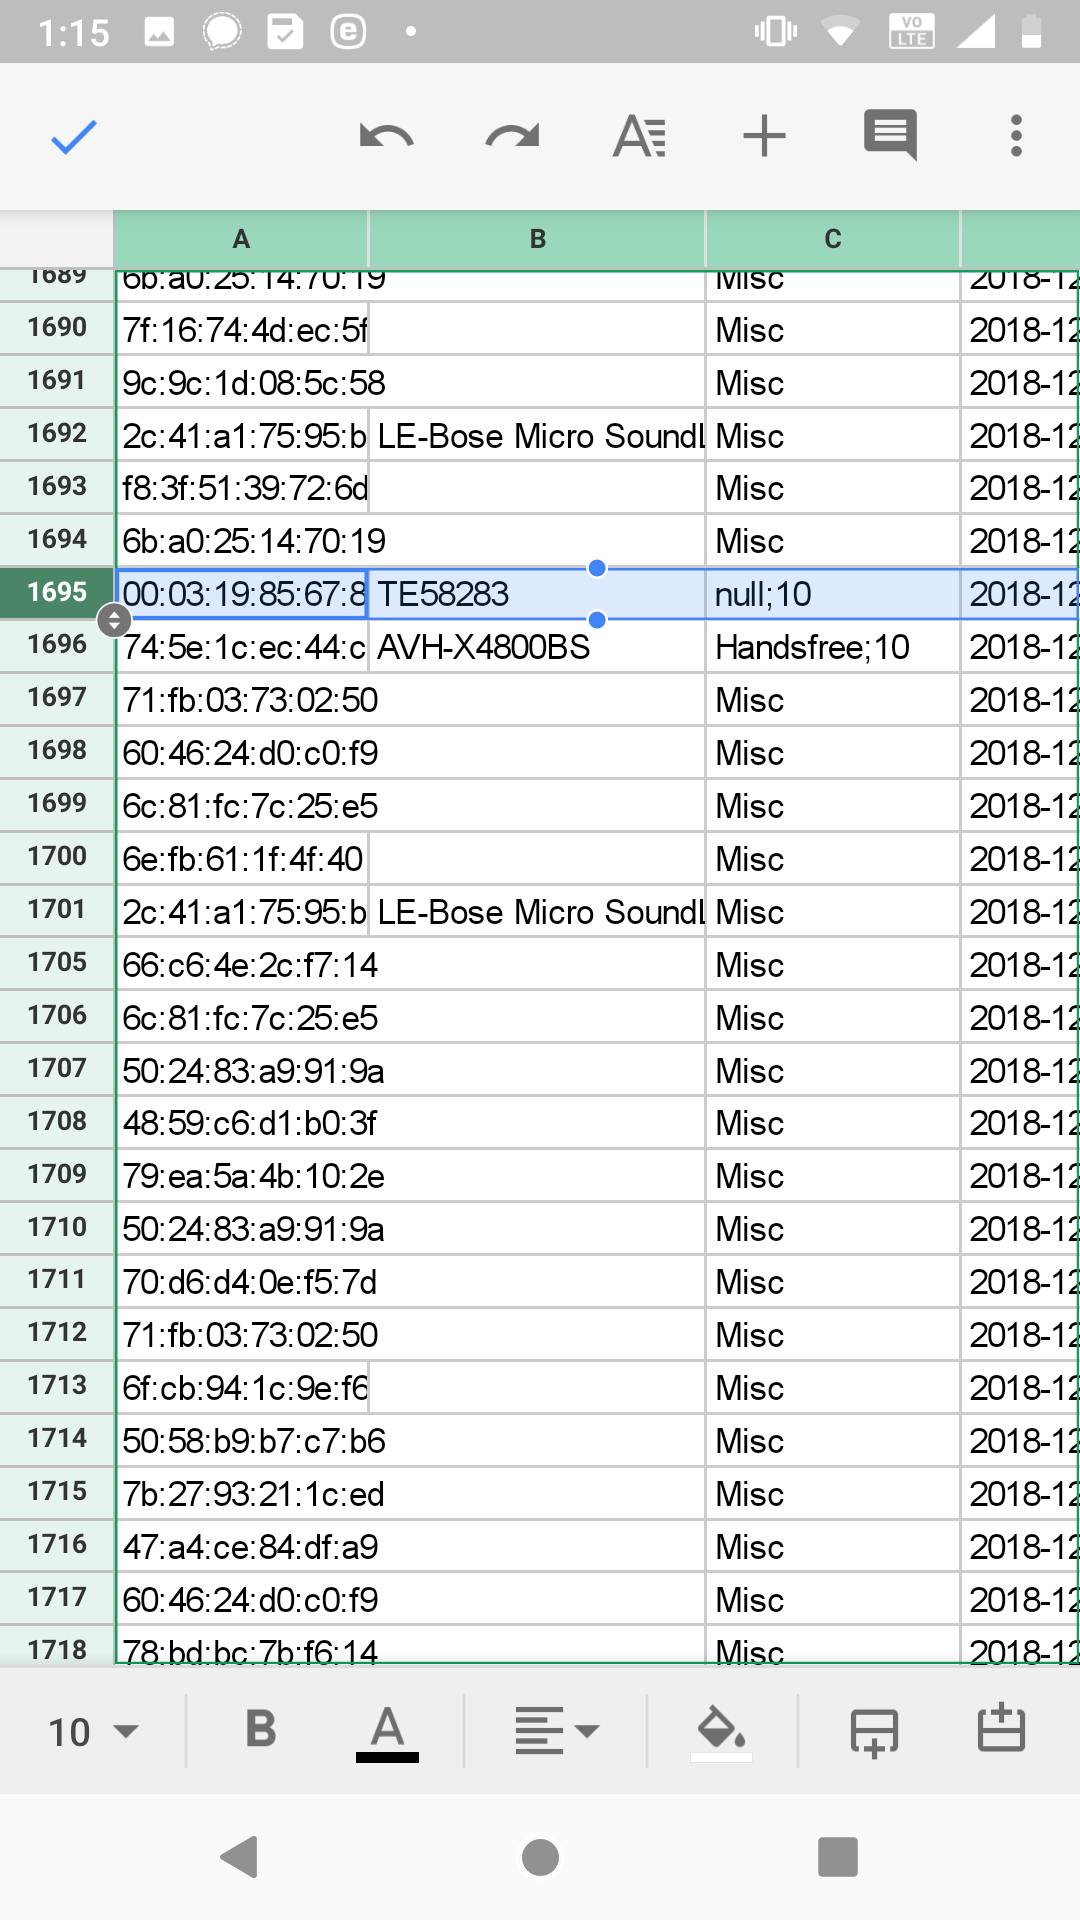 1:15 VO LTE
A B C
1689 6b:a0:25:14:70:19 Misc 2018-12
1690 7f:16:74:4d:ec:5f Misc 2018-12
1691 9c:9c:1d:08:5c:58 Misc 2018-12
1692 2c:41:a1:75:95:b LE-Bose Micro SoundL Misc 2018-12
1693 f8:3f:51:39:72:6d Misc 2018-12
1694 6b:a0:25:14:70:19 Misc 2018-12
1695 00:03:19:85:67:8 TE58283 null;10 2018-12
1696 74:5e:1c:ec:44:c AVH-X4800BS Handsfree;10 2018-12
1697 71:fb:03:73:02:50 Misc 2018-12
1698 60:46:24:d0:c0:f9 Misc 2018-12
1699 6c:81:fc:7c:25:e5 Misc 2018-12
1700 6e:fb:61:1f:4f:40 Misc 2018-12
1701 2c:41:a1:75:95:b LE-Bose Micro SoundL Misc 2018-12
1705 66:c6:4e:2c:f7:14 Misc 2018-12
1706 6c:81:fc:7c:25:e5 Misc 2018-12
1707 50:24:83:a9:91:9a Misc 2018-12
1708 48:59:c6:d1:b0:3f Misc 2018-12
1709 79:ea:5a:4b:10:2e Misc 2018-12
1710 50:24:83:a9:91:9a Misc 2018-12
1711 70:d6:d4:0e:f5:7d Misc 2018-12
1712 71:fb:03:73:02:50 Misc 2018-12
1713 6f:cb:94:1c:9e:f6 Misc 2018-12
1714 50:58:b9:b7:c7:b6 Misc 2018-12
1715 7b:27:93:21:1c:ed Misc 2018-12
1716 47:a4:ce:84:df:a9 Misc 2018-12
1717 60:46:24:d0:c0:f9 Misc 2018-12
1718 78:bd:bc:7b:f6:14 Misc 2018-12
10 B A